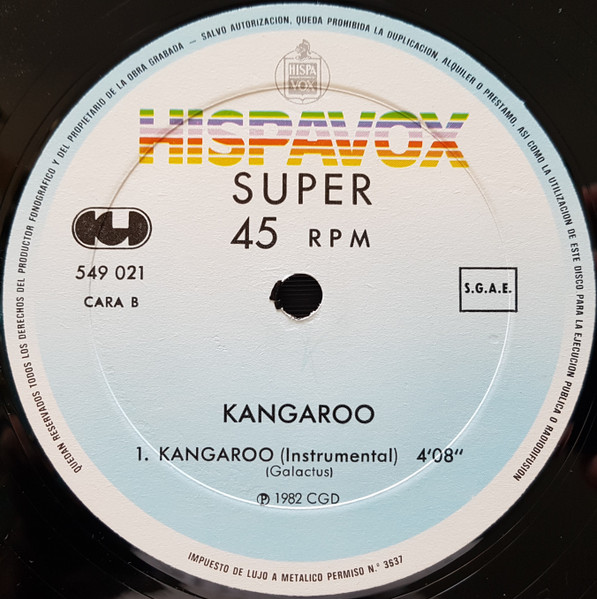 QUEDAN RESERVADOS TODOS LOS DERECHOS DEL PRODUCTOR FONOGRAFICO Y DEL PROPIETARIO DE LA OBRA GRABADA - SALVO AUTORIZACION, QUEDA PROHIBIDA LA DUPLICACION, ALQUILER O PRESTAMO, ASI COMO LA UTILIZACION DE ESTE DISCO PARA LA EJECUCION PUBLICA O RADIODIFUSION
HISPA
VOX
HISPAVOX
SUPER
45 RPM
CGD
549 021
CARA B
S.G.A.E.
KANGAROO
1. KANGAROO (Instrumental) 4'08"
(Galactus)
℗ 1982 CGD
IMPUESTO DE LUJO A METALICO PERMISO N.º 3637